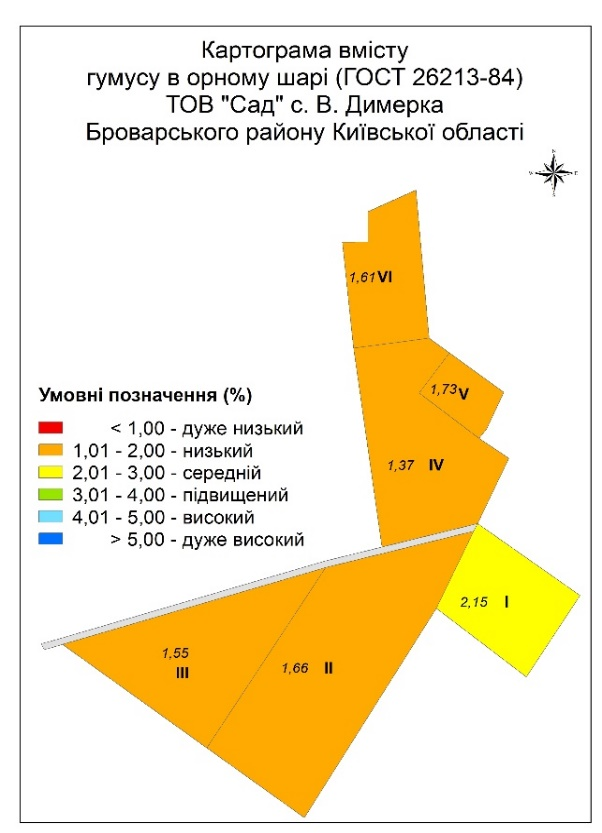 Картограма вмісту
гумусу в орному шарі (ГОСТ 26213-84)
ТОВ "Сад" с. В. Димерка
Броварського району Київської області
N
W E
S
1,61 VI
Умовні позначення (%)
< 1,00 - дуже низький
1,01 - 2,00 - низький
2,01 - 3,00 - середній
3,01 - 4,00 - підвищений
4,01 - 5,00 - високий
> 5,00 - дуже високий
1,73 V
1,37 IV
2,15 I
1,55
III
1,66 II